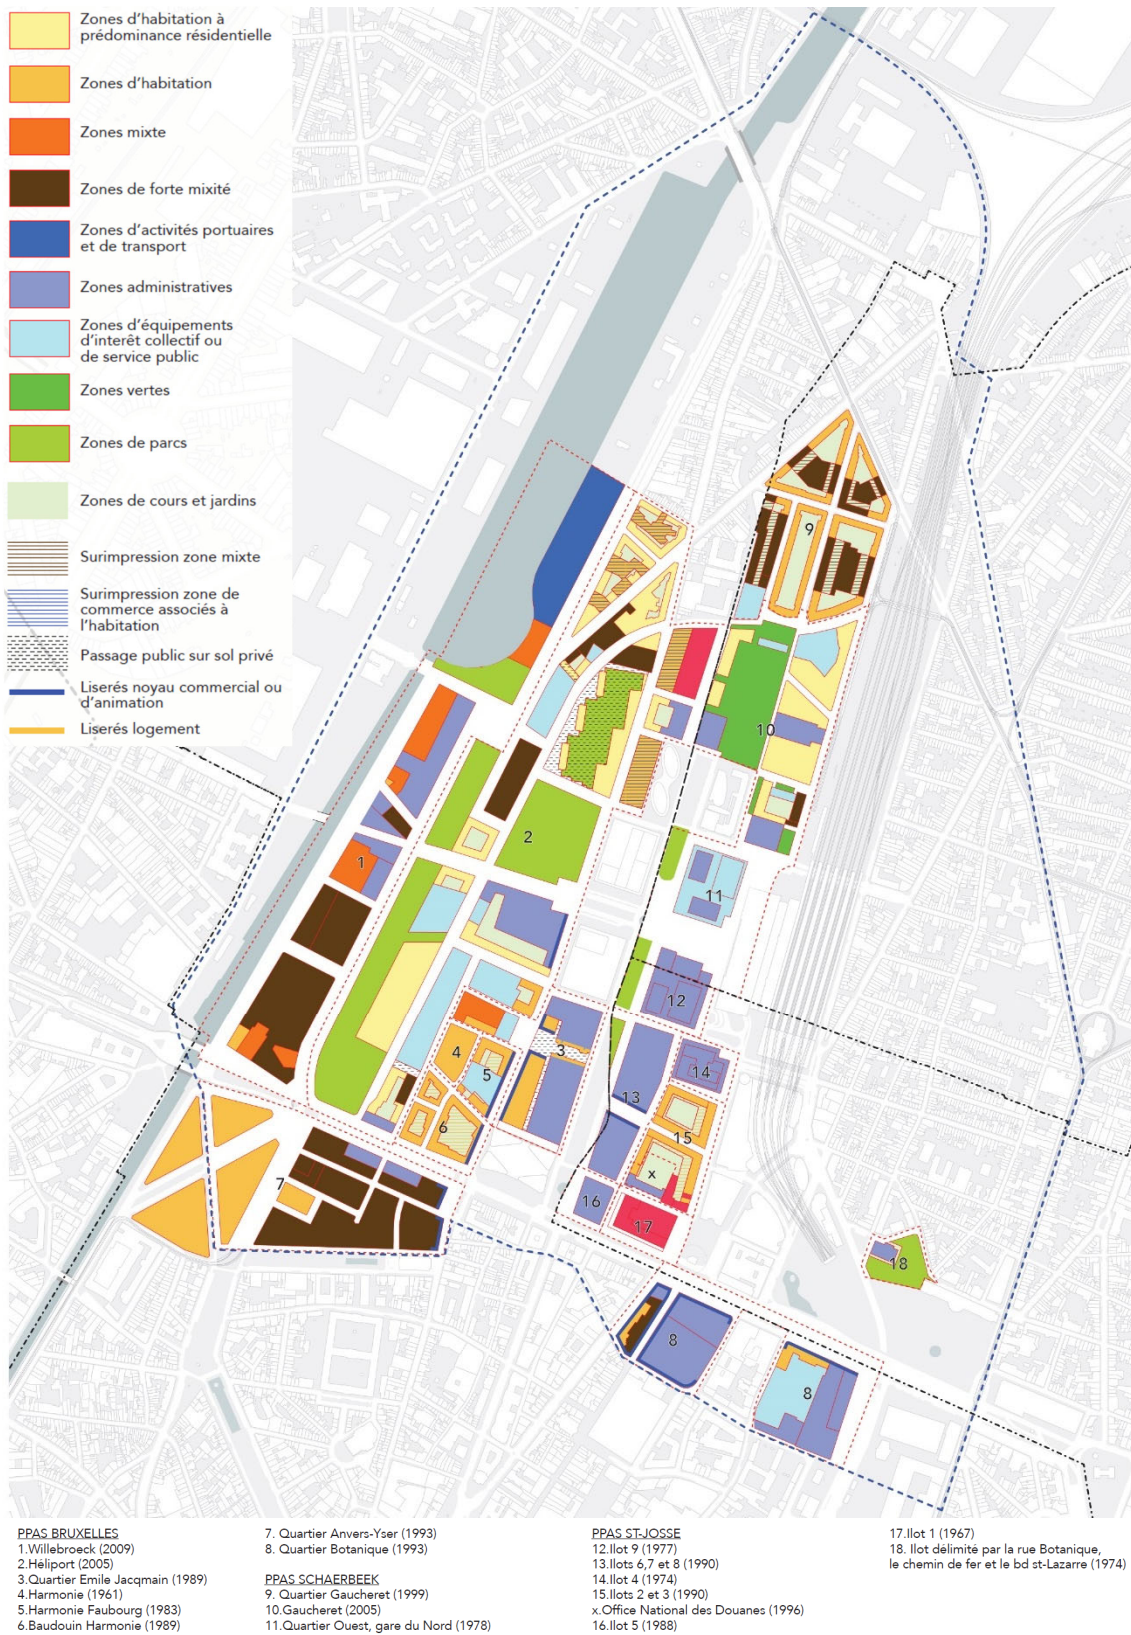 Zones d'habitation à
prédominance résidentielle
Zones d'habitation
Zones mixte
Zones de forte mixité
Zones d'activités portuaires
et de transport
Zones administratives
Zones d'équipements
d'interêt collectif ou
de service public
Zones vertes
Zones de parcs
Zones de cours et jardins
Surimpression zone mixte
Surimpression zone de
commerce associés à
l'habitation
Passage public sur sol privé
Liserés noyau commercial ou
d'animation
Liserés logement
9
10
2
1
11
12
3
4
5
14
13
6
15
x
7
16
17
18
8
8
PPAS BRUXELLES
1.Willebroeck (2009)
2.Héliport (2005)
3.Quartier Emile Jacqmain (1989)
4.Harmonie (1961)
5.Harmonie Faubourg (1983)
6.Baudouin Harmonie (1989)
7. Quartier Anvers-Yser (1993)
8. Quartier Botanique (1993)
PPAS SCHAERBEEK
9. Quartier Gaucheret (1999)
10.Gaucheret (2005)
11.Quartier Ouest, gare du Nord (1978)
PPAS ST-JOSSE
12.Ilot 9 (1977)
13.Ilots 6,7 et 8 (1990)
14.Ilot 4 (1974)
15.Ilots 2 et 3 (1990)
x.Office National des Douanes (1996)
16.Ilot 5 (1988)
17.Ilot 1 (1967)
18. Ilot délimité par la rue Botanique,
le chemin de fer et le bd st-Lazarre (1974)